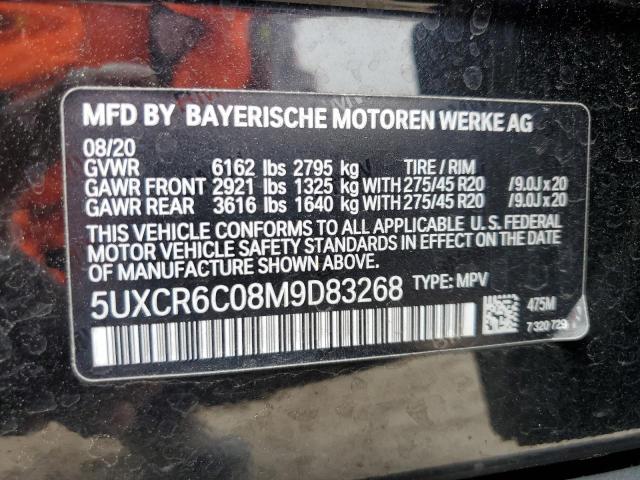 MFD BY BAYERISCHE MOTOREN WERKE AG
08/20
GVWR 6162 lbs 2795 kg TIRE / RIM
GAWR FRONT 2921 lbs 1325 kg WITH 275/45 R20 /9.0J x 20
GAWR REAR 3616 lbs 1640 kg WITH 275/45 R20 /9.0J x 20
THIS VEHICLE CONFORMS TO ALL APPLICABLE U.S. FEDERAL
MOTOR VEHICLE SAFETY STANDARDS IN EFFECT ON THE DATE
OF MANUFACTURE SHOWN ABOVE.
5UXCR6C08M9D83268 TYPE: MPV
475M
7320729